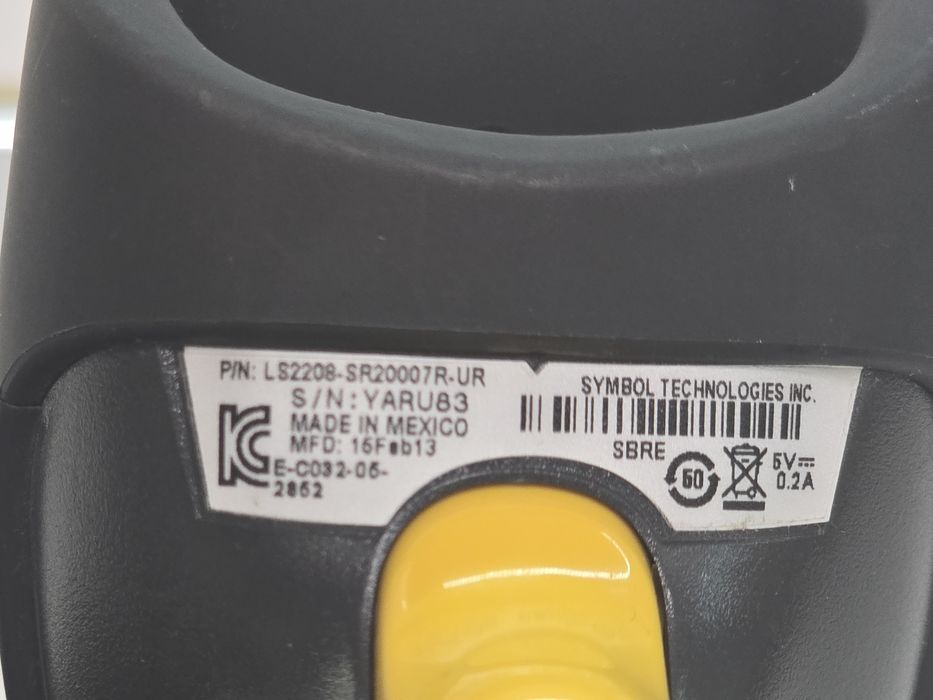 P/N: LS2208-SR20007R-UR
S/N: YARU83
MADE IN MEXICO
MFD: 15Feb13
E-C032-05-
2852
SYMBOL TECHNOLOGIES INC.
SBRE
50
5V⎓
0.2A